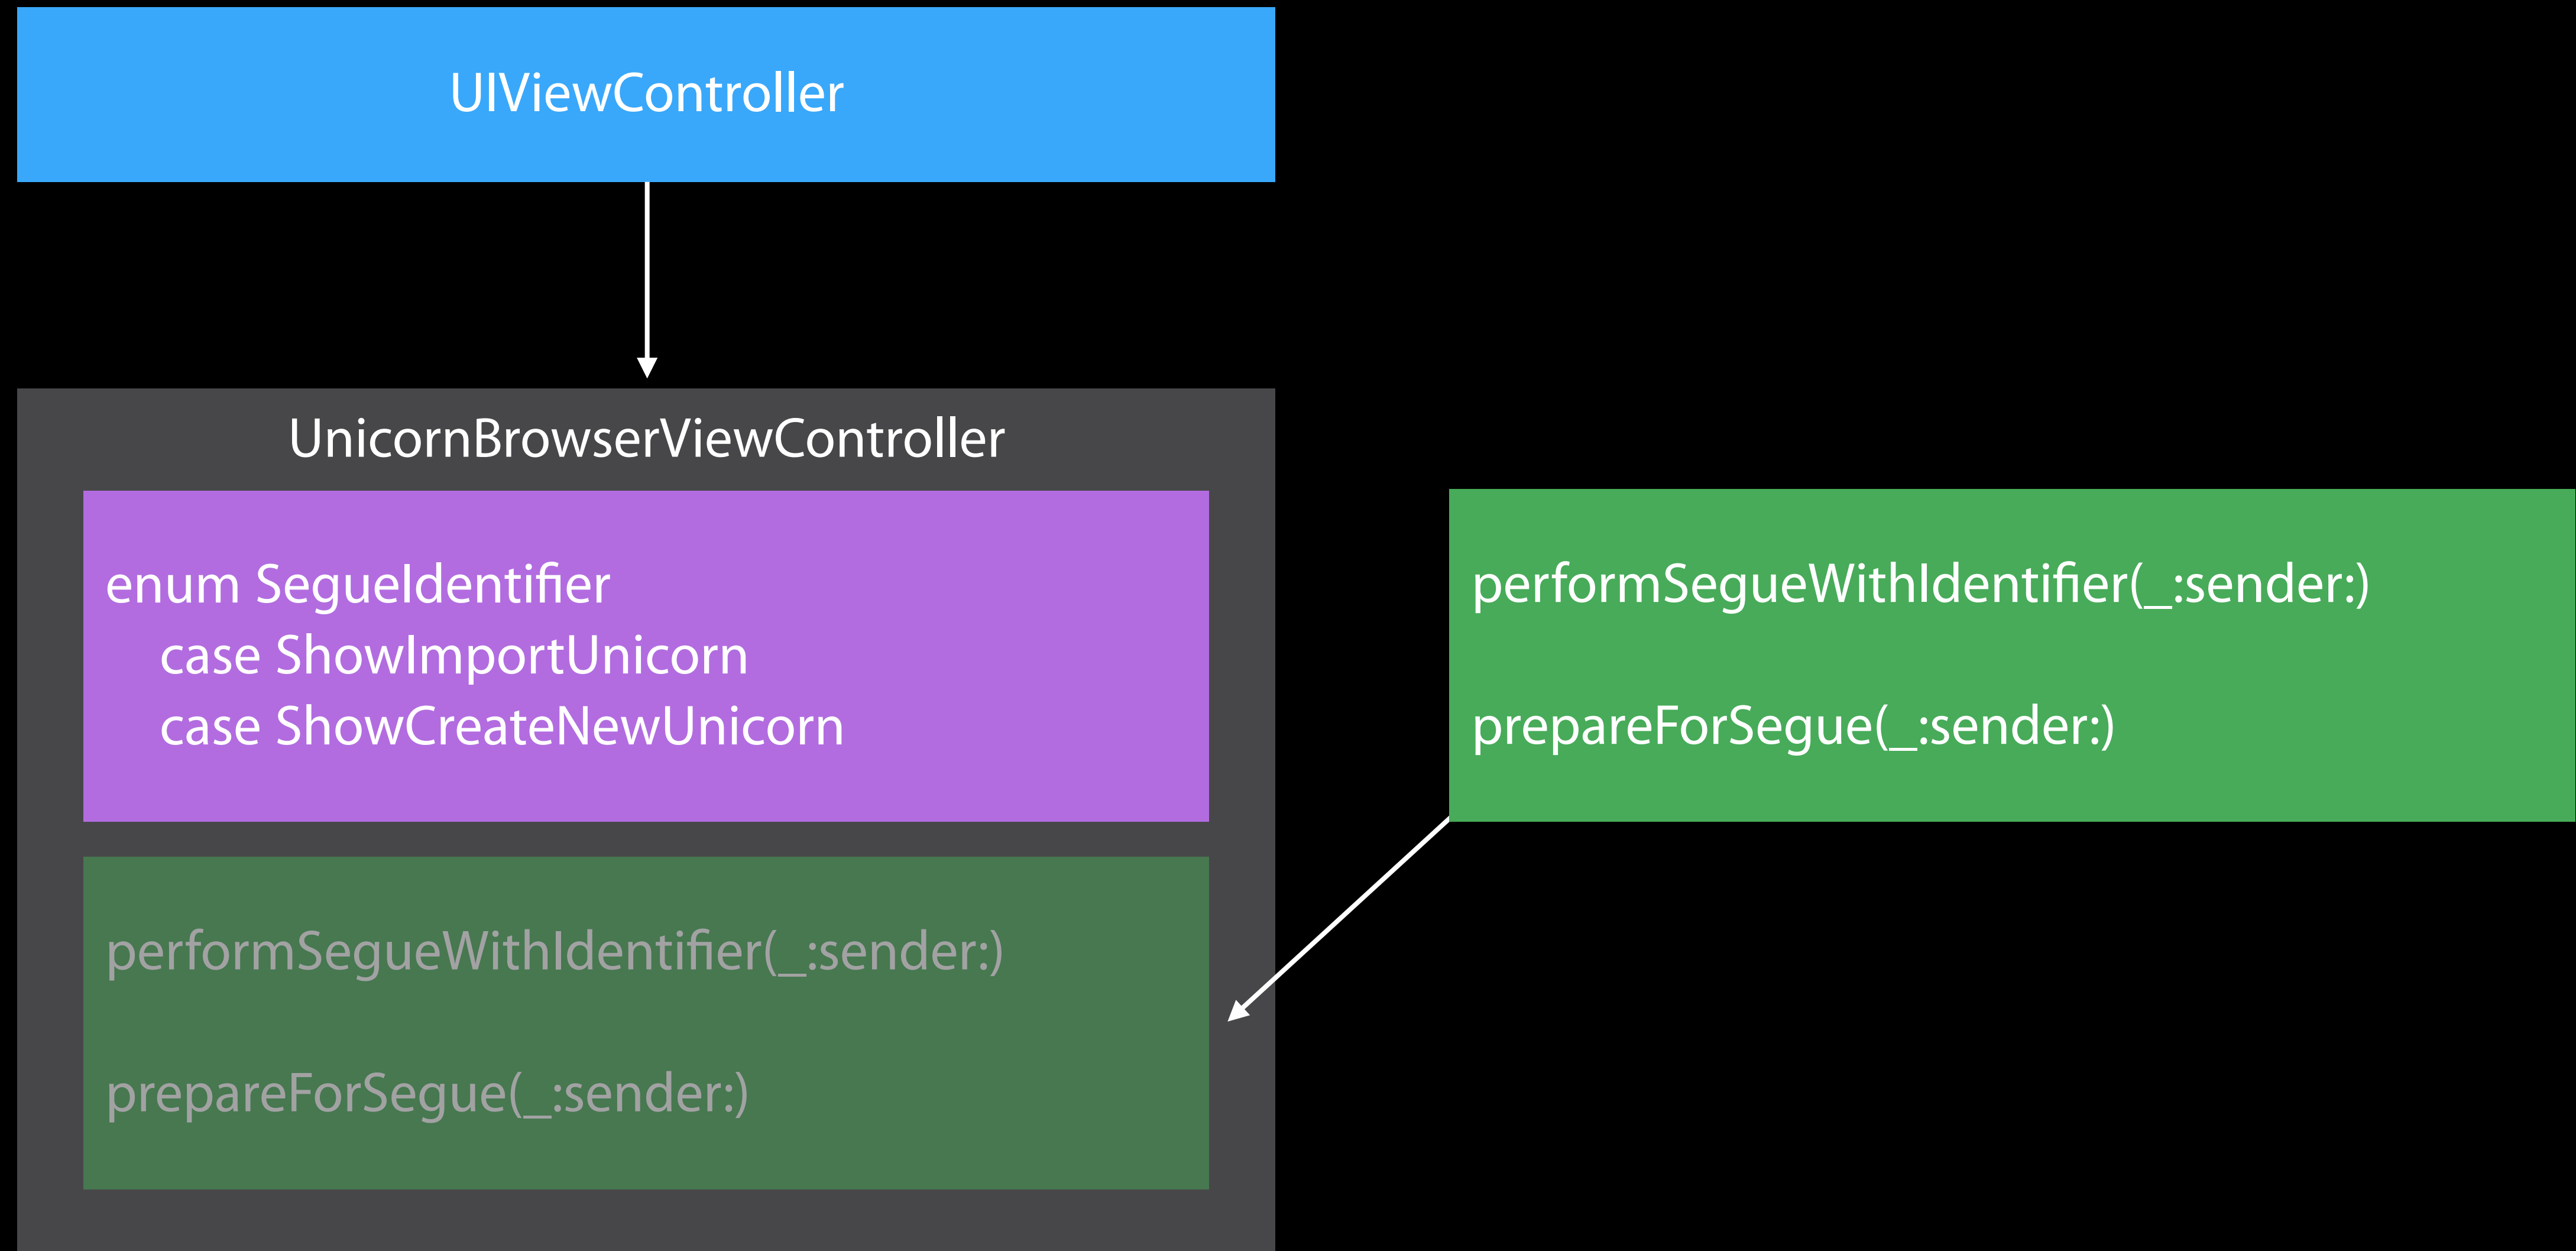 UIViewController
UnicornBrowserViewController
enum SegueIdentifier
case ShowImportUnicorn
case ShowCreateNewUnicorn
performSegueWithIdentifier(_:sender:)
prepareForSegue(_:sender:)
performSegueWithIdentifier(_:sender:)
prepareForSegue(_:sender:)